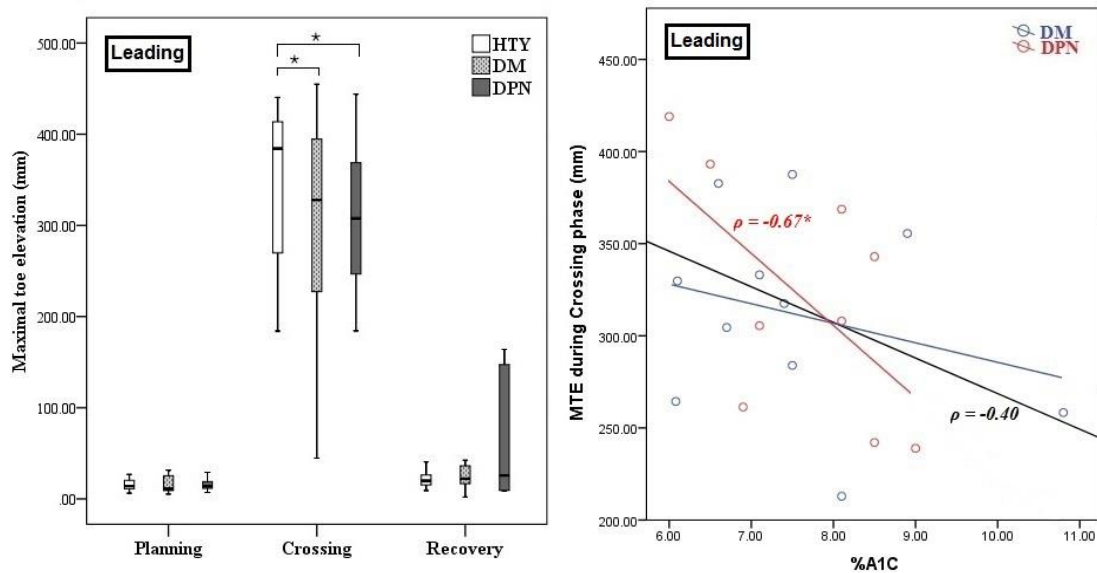 Leading
HTY
DM
DPN
*
*
Maximal toe elevation (mm)
500.00
400.00
300.00
200.00
100.00
.00
Planning Crossing Recovery
Leading
DM
DPN
MTE during Crossing phase (mm)
450.00
400.00
350.00
300.00
250.00
200.00
ρ = -0.67*
ρ = -0.40
6.00 7.00 8.00 9.00 10.00 11.00
%A1C